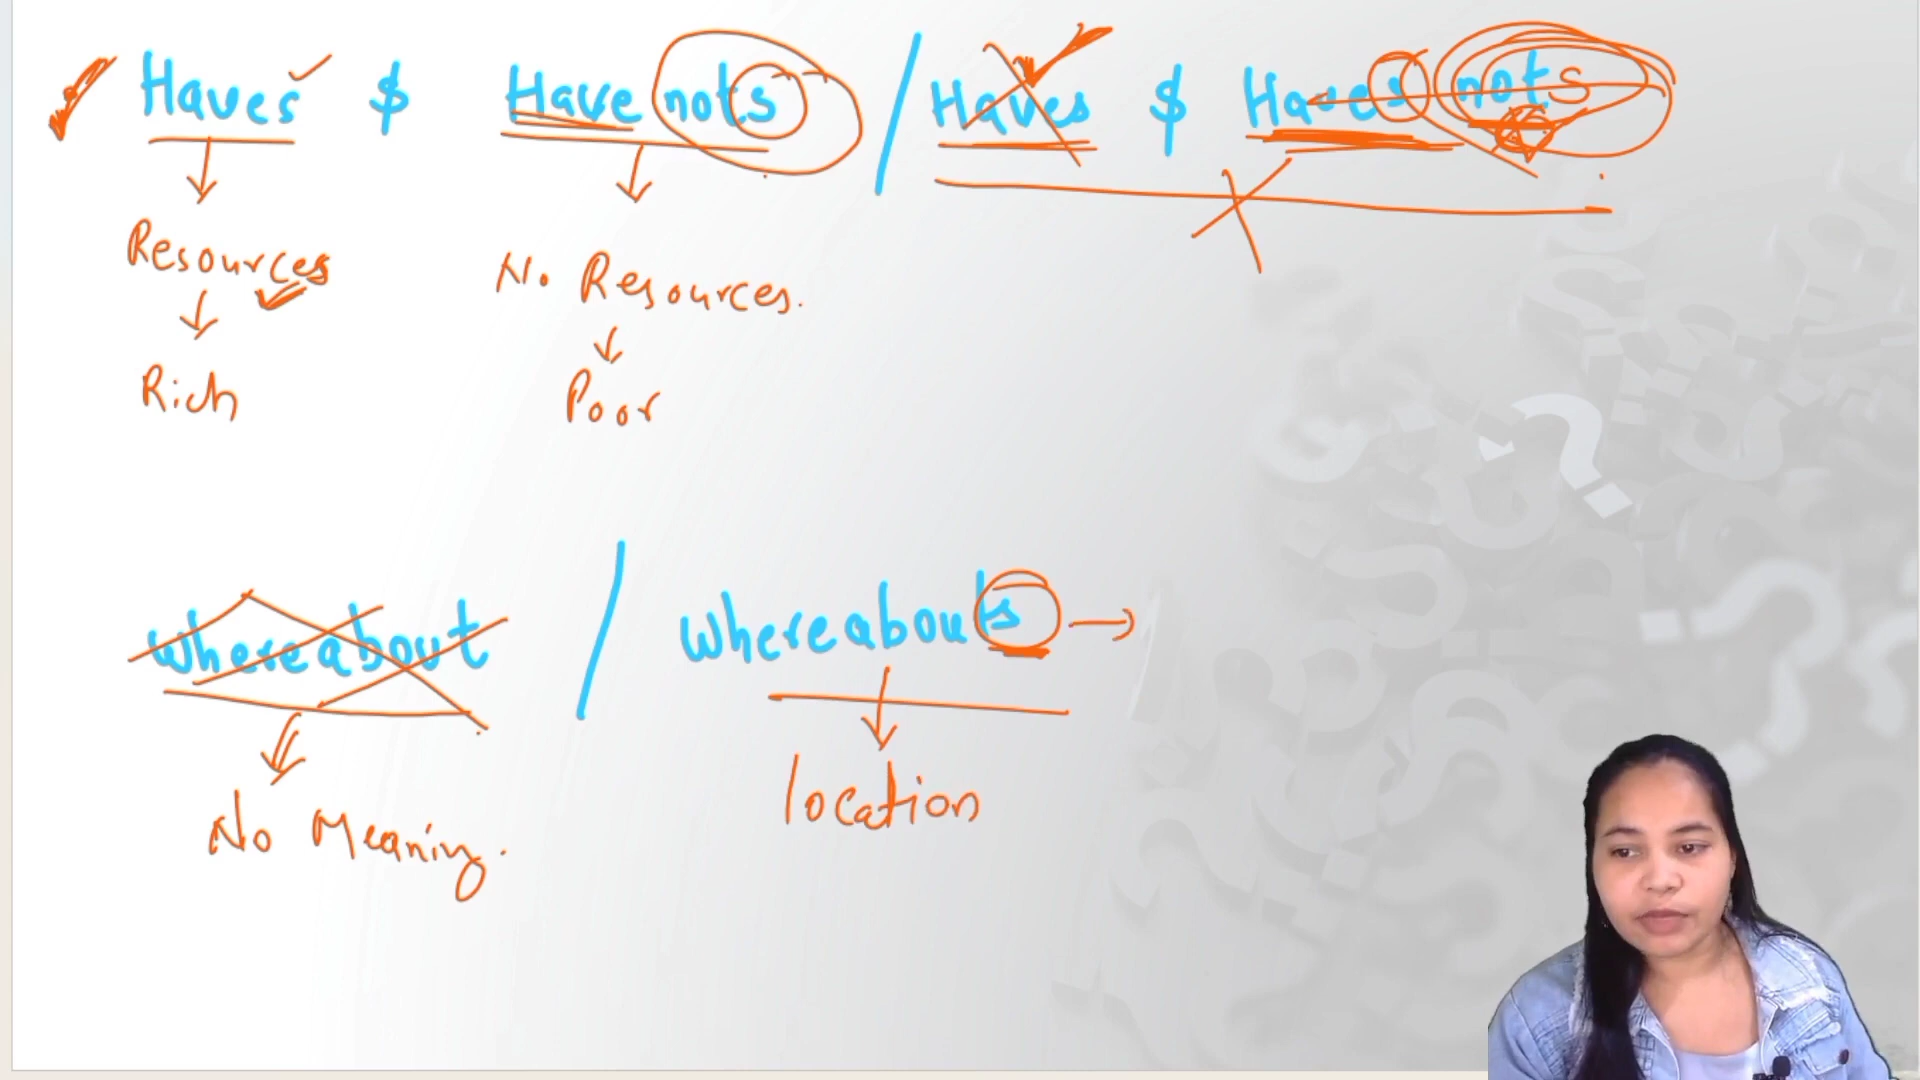 Haves & Have nots / Haves & Haves nots
Resources
No Resources.
Rich
Poor
Whereabout / Whereabouts →
No Meaning.
location